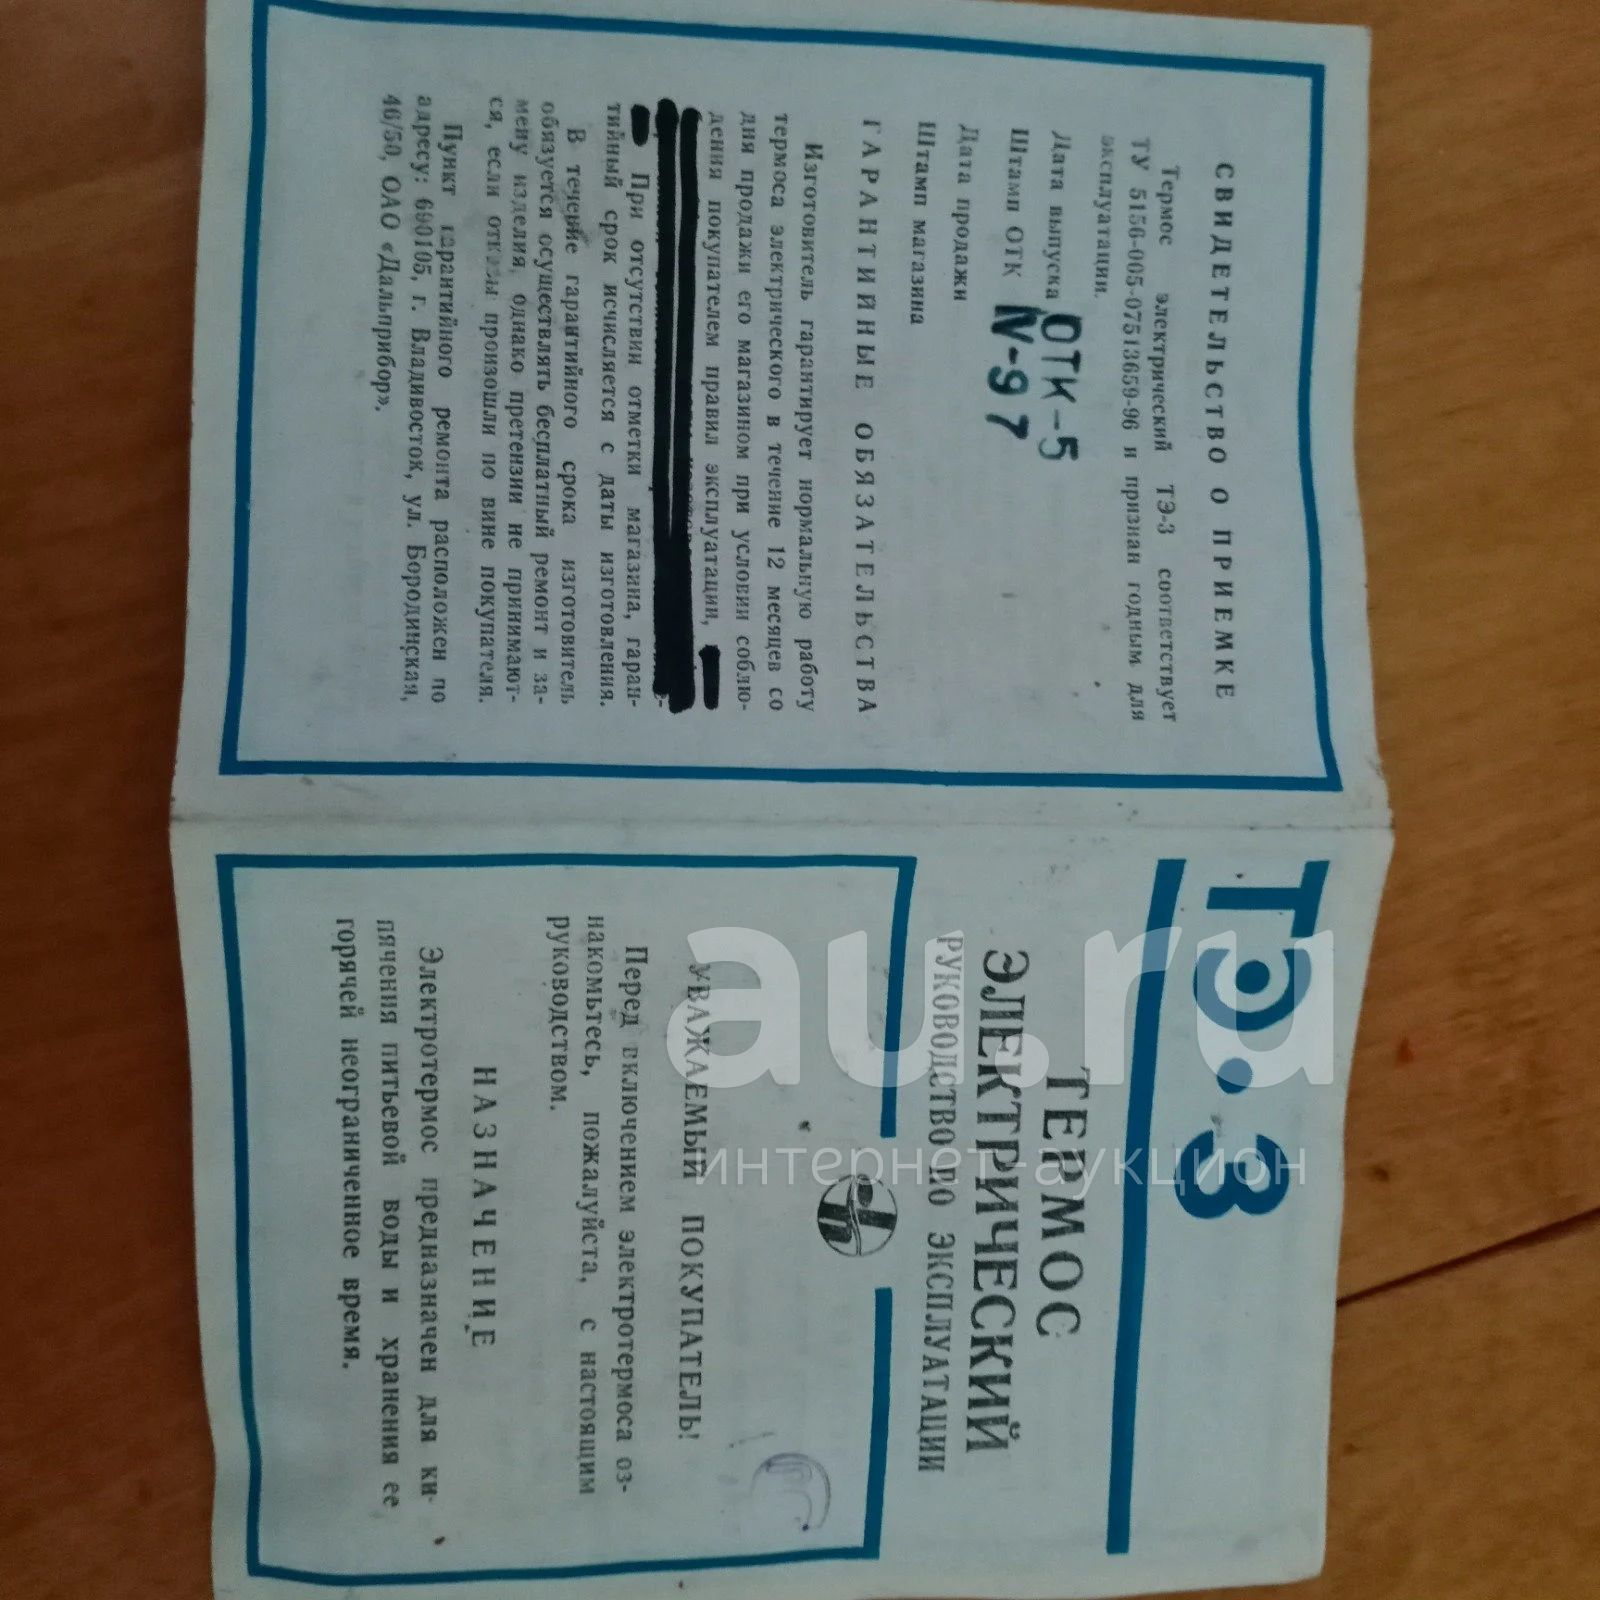 СВИДЕТЕЛЬСТВО О ПРИЕМКЕ
Термос электрический ТЭ-3 соответствует
ТУ 5156-005-07513659-96 и признан годным для
эксплуатации.
Дата выпуска ОТК-5
Штамп ОТК IV-97
Дата продажи
Штамп магазина
ГАРАНТИЙНЫЕ ОБЯЗАТЕЛЬСТВА
Изготовитель гарантирует нормальную работу
термоса электрического в течение 12 месяцев со
дня продажи его магазином при условии соблю-
дения покупателем правил эксплуатации,
При отсутствии отметки магазина, гаран-
тийный срок исчисляется с даты изготовления.
В течение гарантийного срока изготовитель
обязуется осуществлять бесплатный ремонт и за-
мену изделия, однако претензии не принимают-
ся, если отказы произошли по вине покупателя.
Пункт гарантийного ремонта расположен по
адресу: 690105, г. Владивосток, ул. Бородинская,
46/50, ОАО «Дальприбор».
ТЭ·3
ТЕРМОС
ЭЛЕКТРИЧЕСКИЙ
РУКОВОДСТВО ПО ЭКСПЛУАТАЦИИ
УВАЖАЕМЫЙ ПОКУПАТЕЛЬ!
Перед включением электротермоса оз-
накомьтесь, пожалуйста, с настоящим
руководством.
НАЗНАЧЕНИЕ
Электротермос предназначен для ки-
пячения питьевой воды и хранения ее
горячей неограниченное время.
au.ru
интернет-аукцион